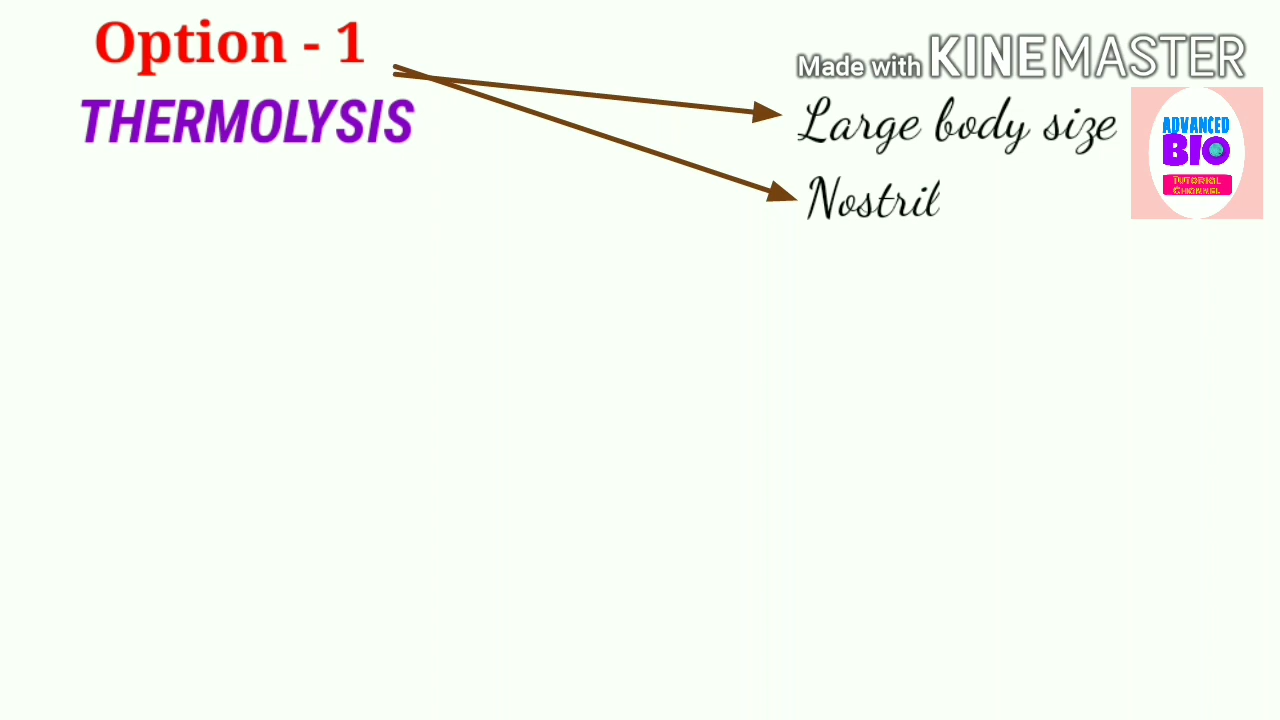 Option - 1
THERMOLYSIS
Made with KINEMASTER
Large body size
Nostril
ADVANCED
BIO
TUTORIAL
CHANNEL